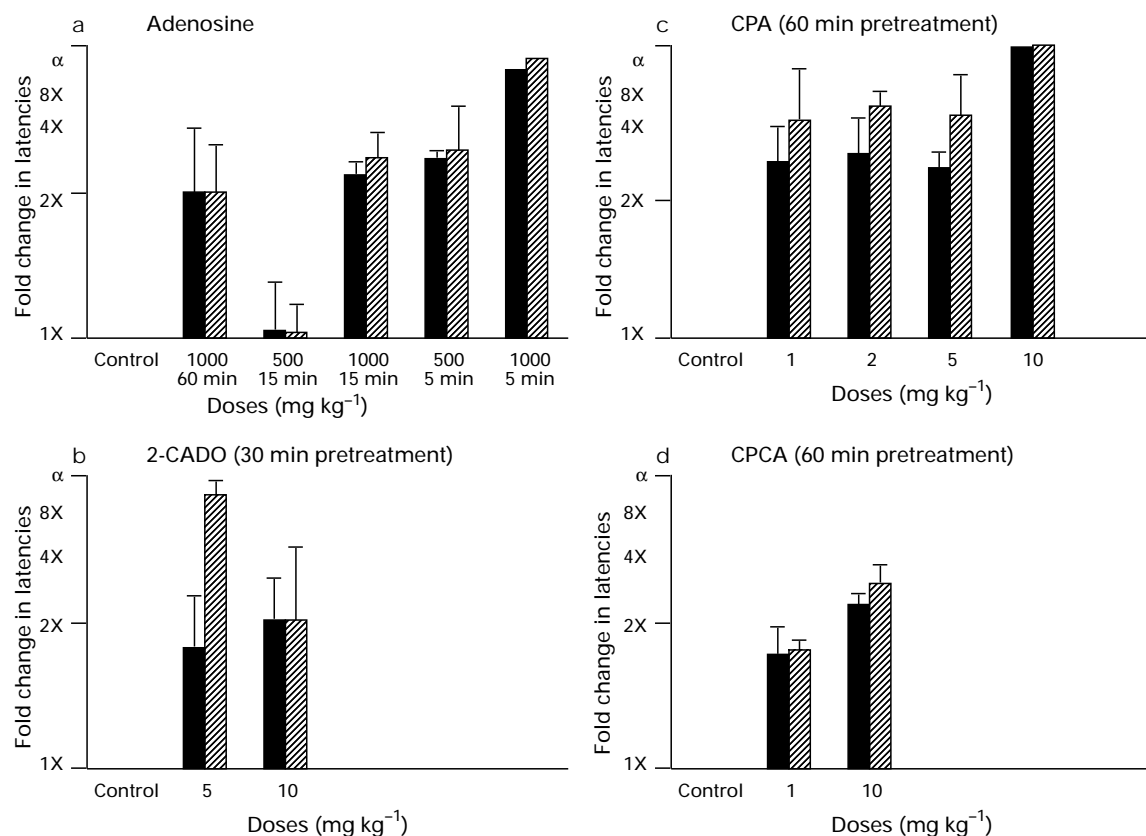 a Adenosine
α
8X
4X
2X
1X
Fold change in latencies
Control 1000 500 1000 500 1000
60 min 15 min 15 min 5 min 5 min
Doses (mg kg⁻¹)
c CPA (60 min pretreatment)
α
8X
4X
2X
1X
Fold change in latencies
Control 1 2 5 10
Doses (mg kg⁻¹)
b 2-CADO (30 min pretreatment)
α
8X
4X
2X
1X
Fold change in latencies
Control 5 10
Doses (mg kg⁻¹)
d CPCA (60 min pretreatment)
α
8X
4X
2X
1X
Fold change in latencies
Control 1 10
Doses (mg kg⁻¹)